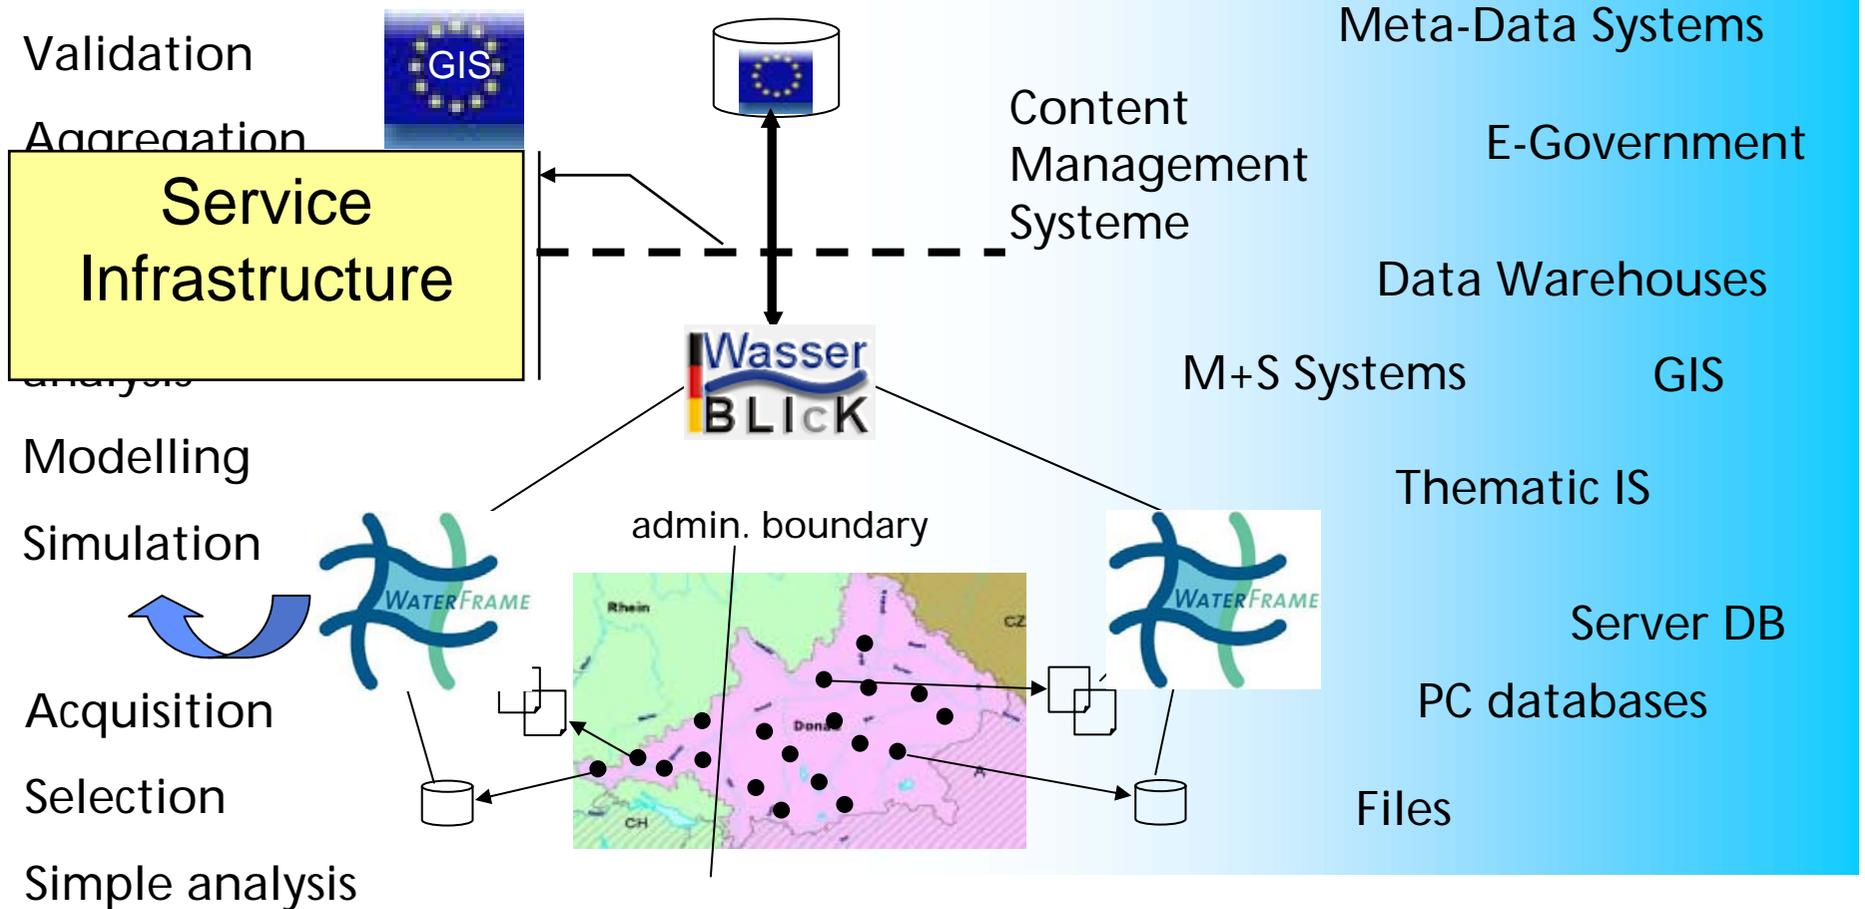 Validation
GIS
Aggregation
Service
Infrastructure
analysis
Modelling
Simulation
Acquisition
Selection
Simple analysis
Wasser
BLIcK
WATERFRAME
admin. boundary
Rhein
CZ
Donau
A
CH
WATERFRAME
Meta-Data Systems
Content
Management
Systeme
E-Government
Data Warehouses
M+S Systems
GIS
Thematic IS
Server DB
PC databases
Files